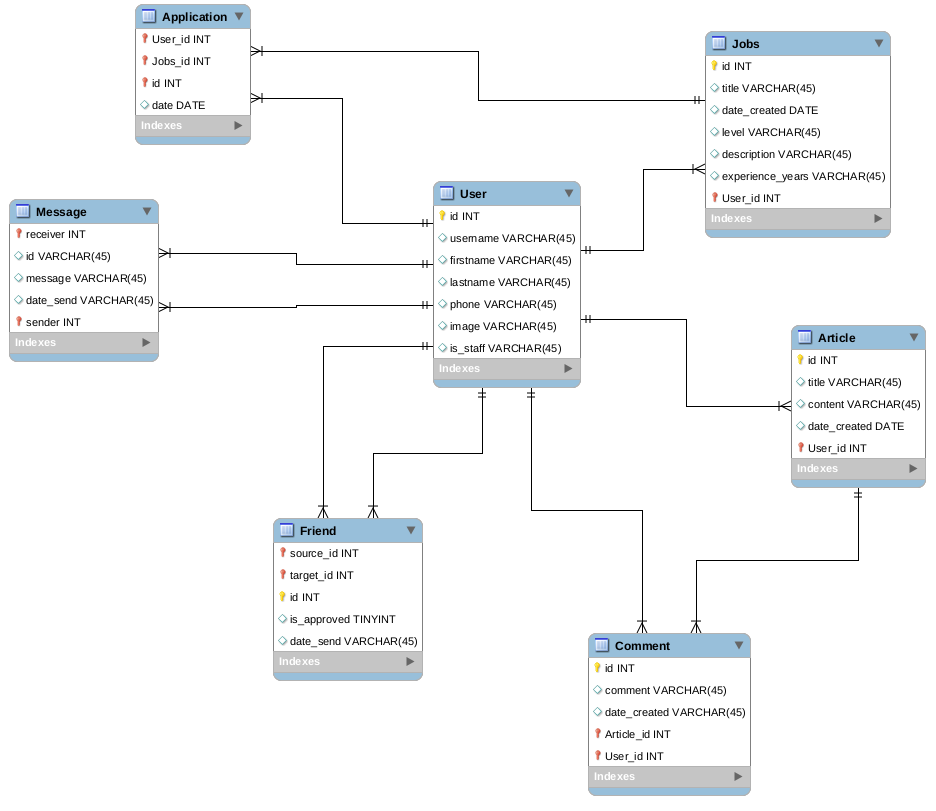 Application
User_id INT
Jobs_id INT
id INT
date DATE
Indexes
Jobs
id INT
title VARCHAR(45)
date_created DATE
level VARCHAR(45)
description VARCHAR(45)
experience_years VARCHAR(45)
User_id INT
Indexes
Message
receiver INT
id VARCHAR(45)
message VARCHAR(45)
date_send VARCHAR(45)
sender INT
Indexes
User
id INT
username VARCHAR(45)
firstname VARCHAR(45)
lastname VARCHAR(45)
phone VARCHAR(45)
image VARCHAR(45)
is_staff VARCHAR(45)
Indexes
Article
id INT
title VARCHAR(45)
content VARCHAR(45)
date_created DATE
User_id INT
Indexes
Friend
source_id INT
target_id INT
id INT
is_approved TINYINT
date_send VARCHAR(45)
Indexes
Comment
id INT
comment VARCHAR(45)
date_created VARCHAR(45)
Article_id INT
User_id INT
Indexes